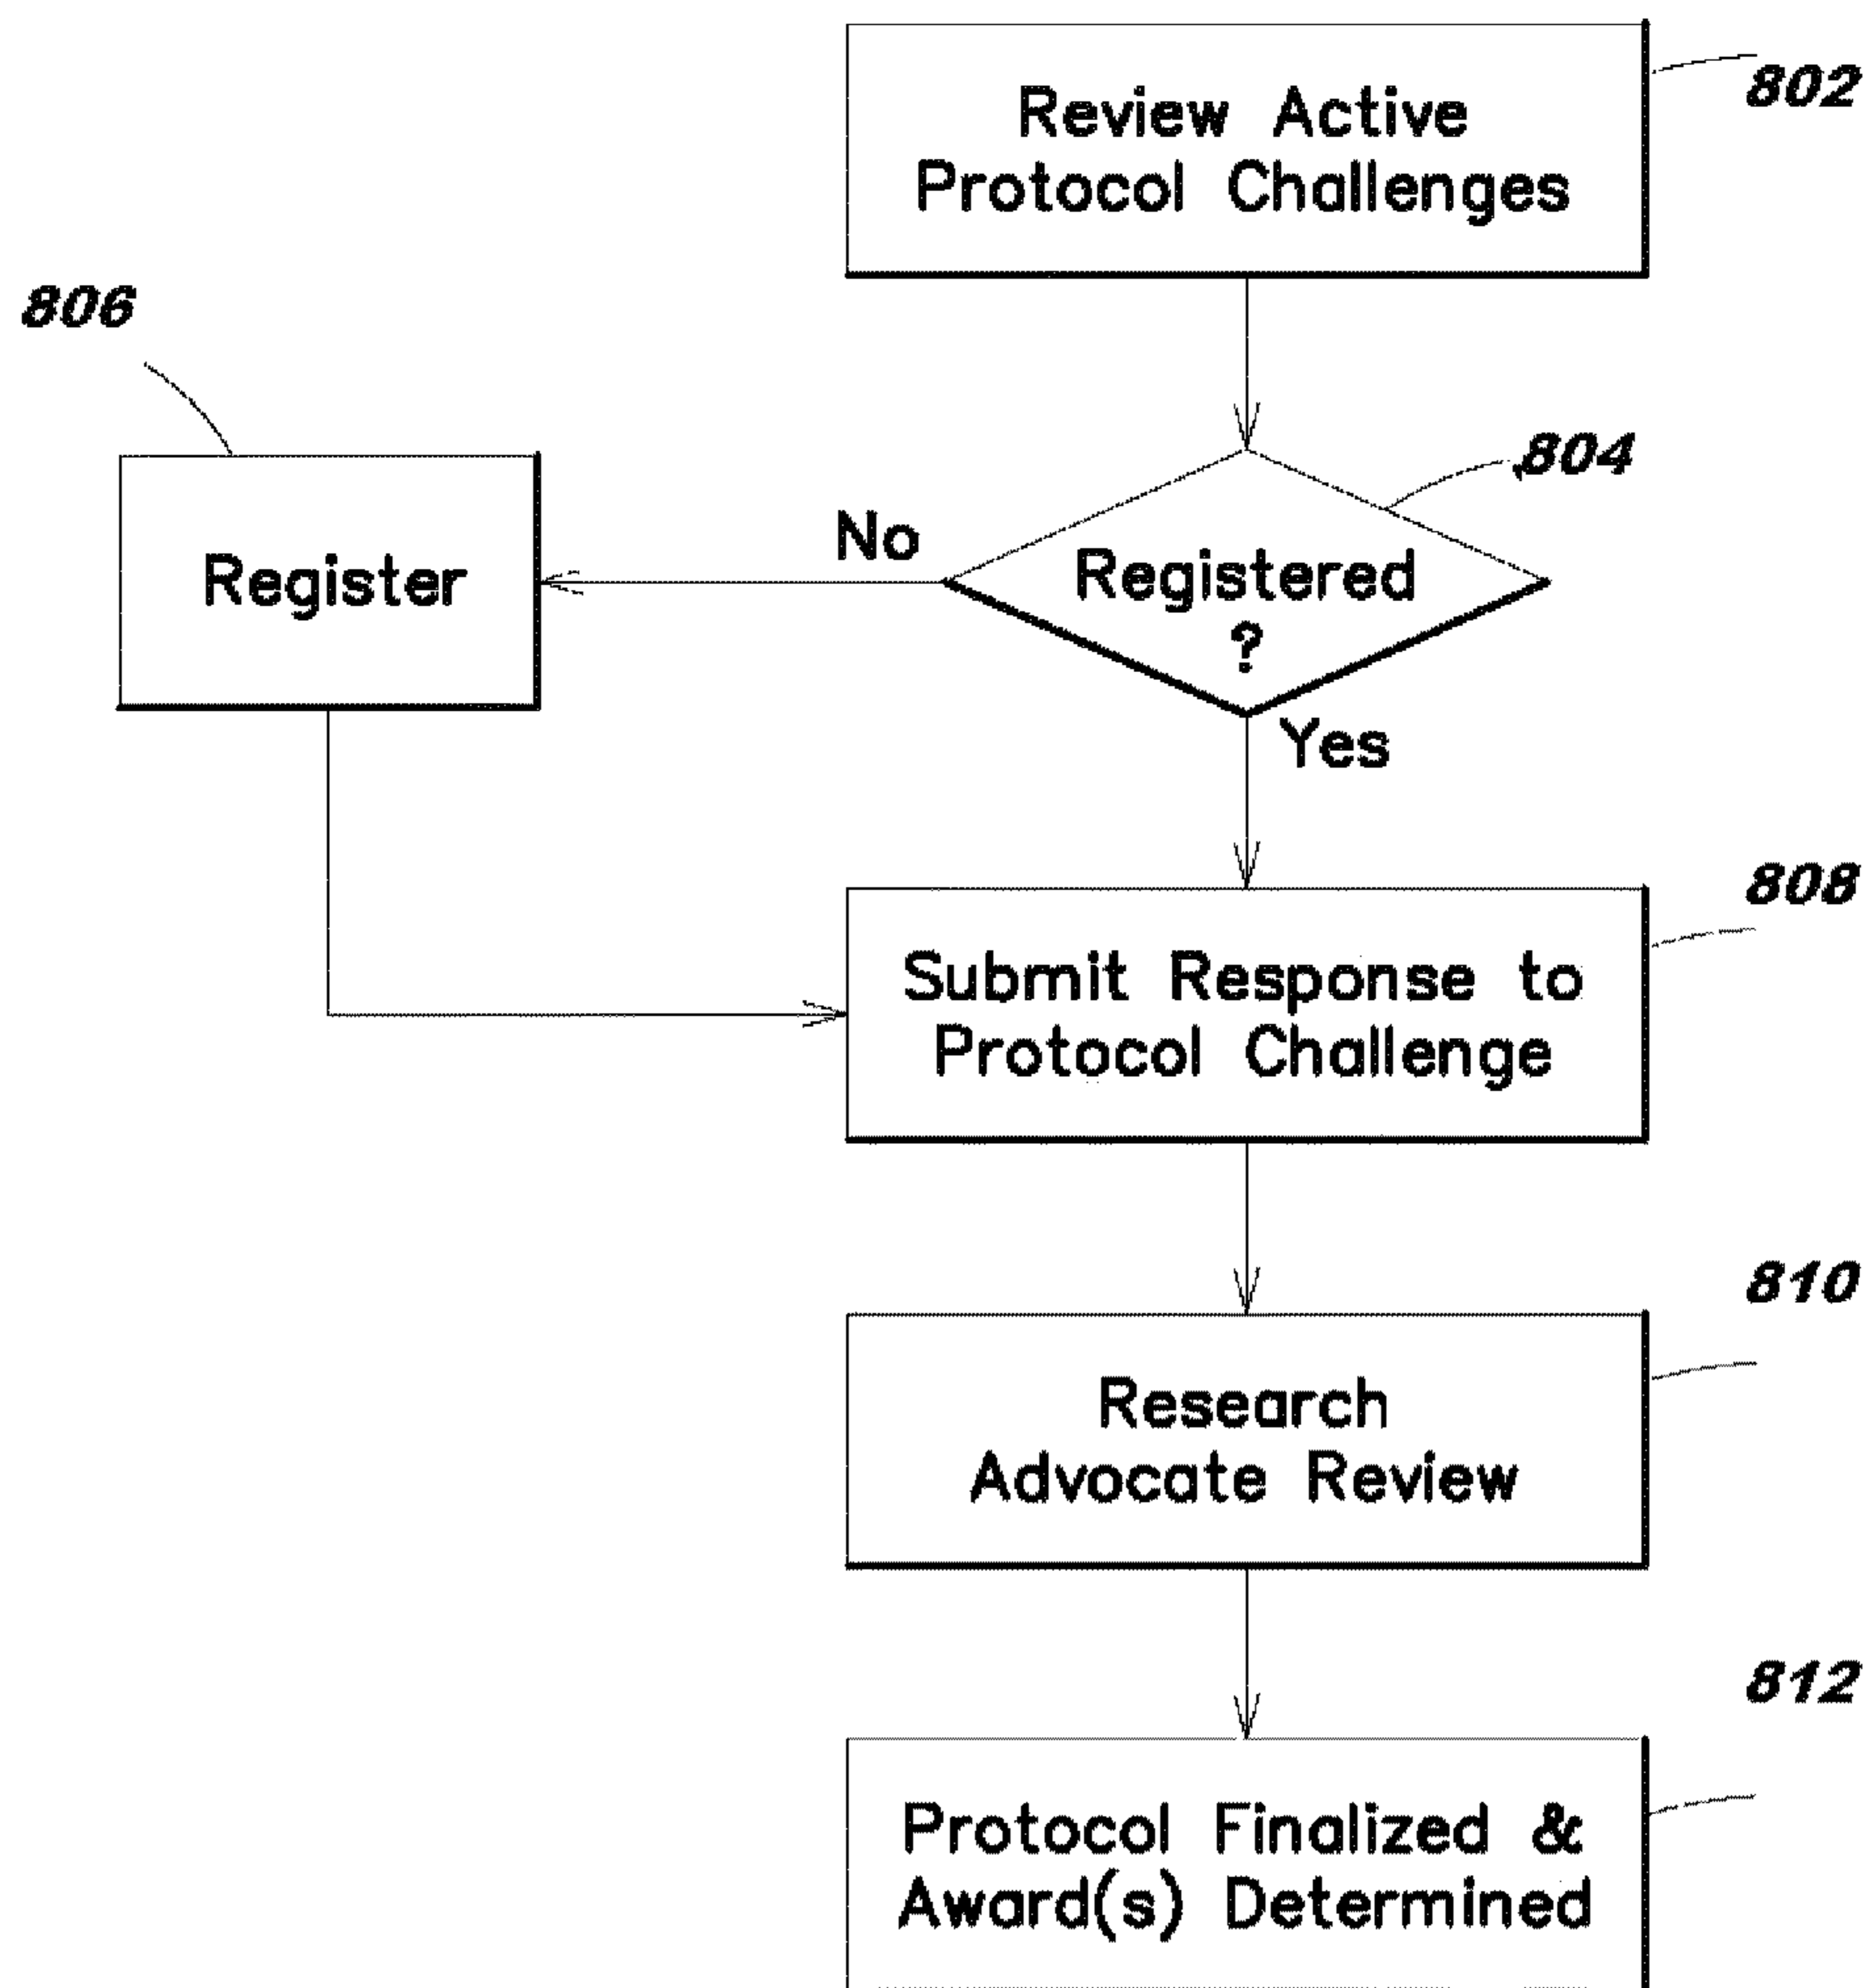 Review Active
Protocol Challenges
802
806
804
No
Registered
?
Register
Yes
808
Submit Response to
Protocol Challenge
810
Research
Advocate Review
812
Protocol Finalized &
Award(s) Determined